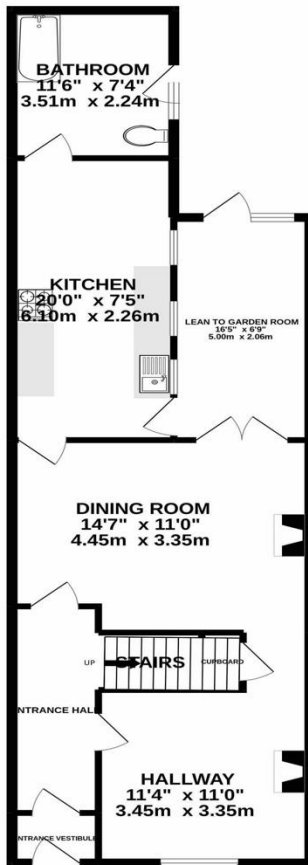 BATHROOM
11'6" x 7'4"
3.51m x 2.24m
KITCHEN
20'0" x 7'5"
6.10m x 2.26m
LEAN TO GARDEN ROOM
16'5" x 6'9"
5.00m x 2.06m
DINING ROOM
14'7" x 11'0"
4.45m x 3.35m
UP
STAIRS
CUPBOARD
NTRANCE HALL
HALLWAY
11'4" x 11'0"
3.45m x 3.35m
NTRANCE VESTIBULE